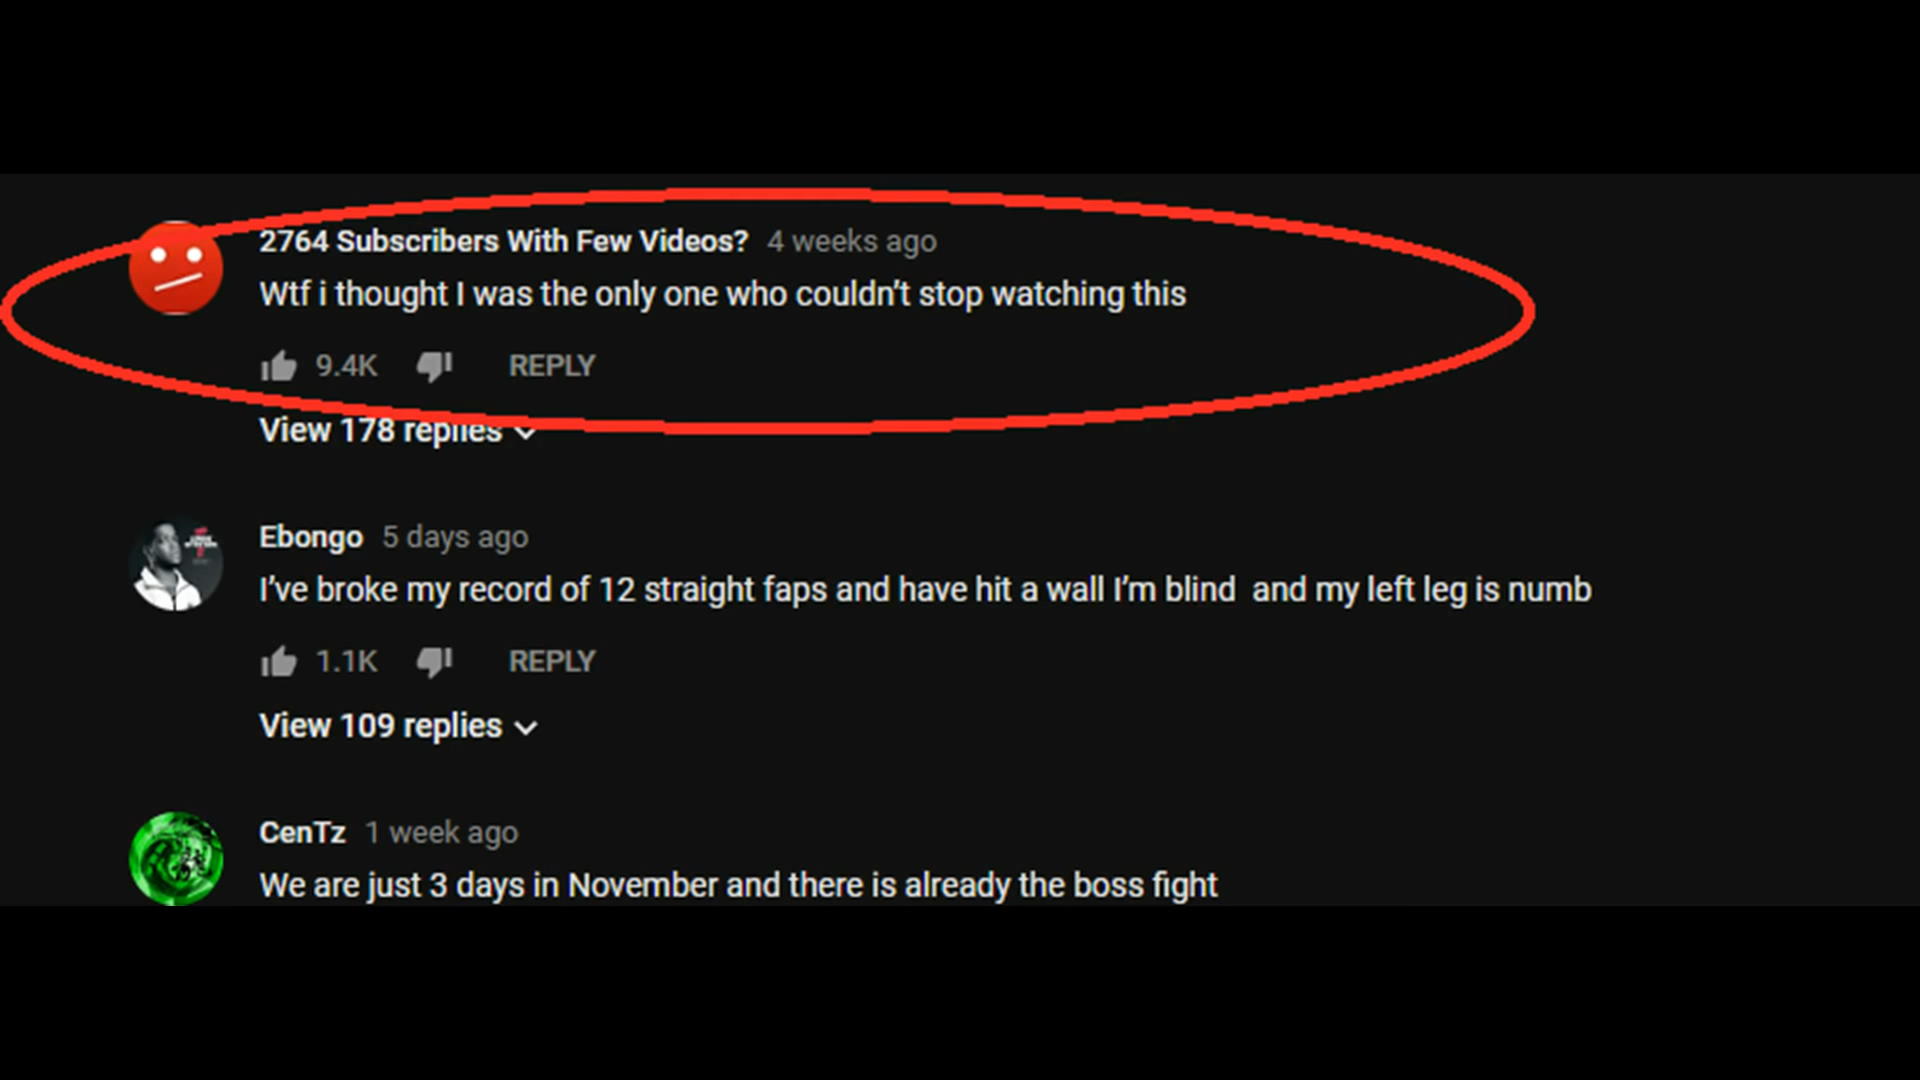 2764 Subscribers With Few Videos? 4 weeks ago
Wtf i thought I was the only one who couldn't stop watching this
9.4K REPLY
View 178 replies
Ebongo 5 days ago
I've broke my record of 12 straight faps and have hit a wall I'm blind  and my left leg is numb
1.1K REPLY
View 109 replies
CenTz 1 week ago
We are just 3 days in November and there is already the boss fight